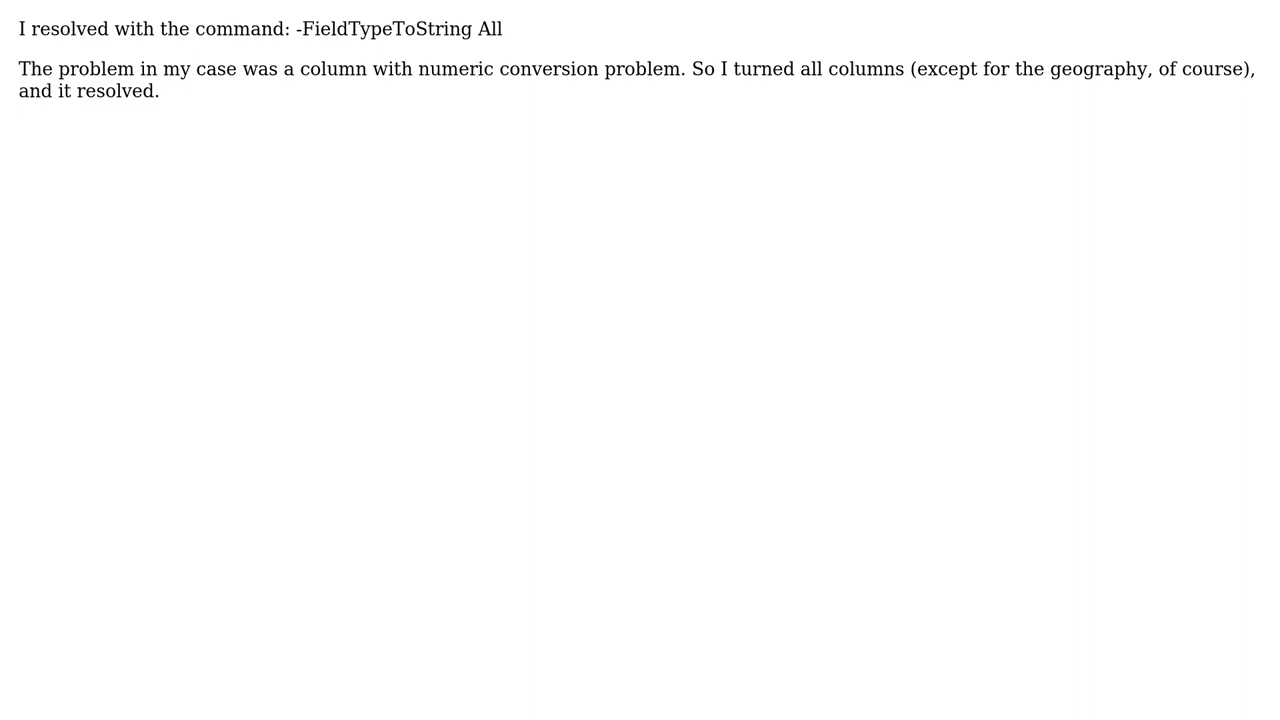 I resolved with the command: -FieldTypeToString All
The problem in my case was a column with numeric conversion problem. So I turned all columns (except for the geography, of course),
and it resolved.